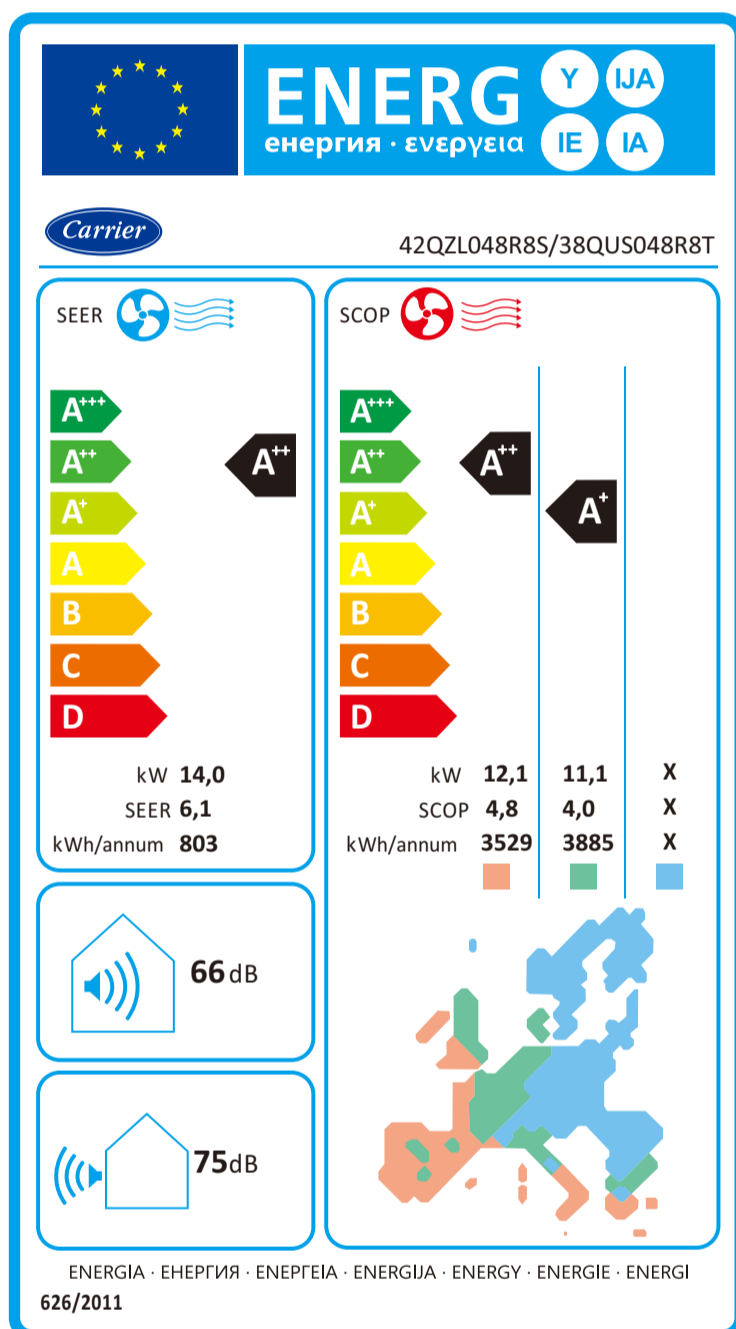 ENERG
енергия · ενεργεια
Y IJA
IE IA
Carrier
42QZL048R8S/38QUS048R8T
SEER
A+++
A++
A+
A
B
C
D
A++
kW 14,0
SEER 6,1
kWh/annum 803
SCOP
A+++
A++
A+
A
B
C
D
A++
A+
kW 12,1 11,1 X
SCOP 4,8 4,0 X
kWh/annum 3529 3885 X
66 dB
75dB
ENERGIA · ЕНЕРГИЯ · ΕΝΕΡΓΕΙΑ · ENERGIJA · ENERGY · ENERGIE · ENERGI
626/2011